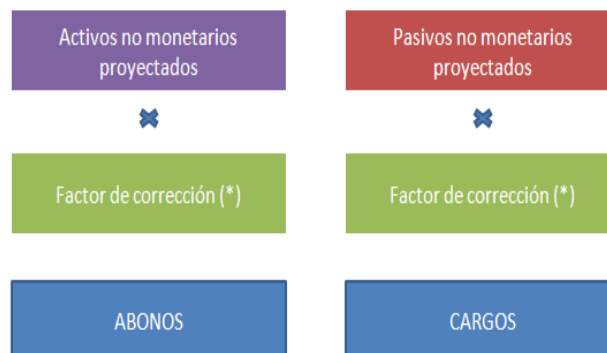 Activos no monetarios
proyectados
Pasivos no monetarios
proyectados
Factor de corrección (*)
Factor de corrección (*)
ABONOS
CARGOS